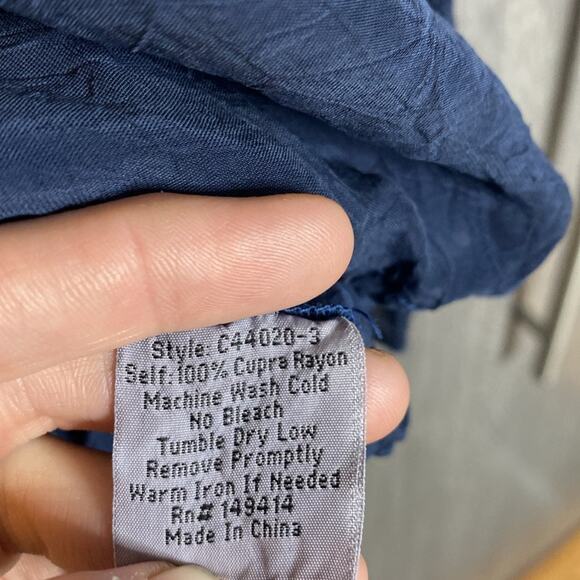 Style: C44020-3
Self: 100% Cupra Rayon
Machine Wash Cold
No Bleach
Tumble Dry Low
Remove Promptly
Warm Iron If Needed
Rn# 149414
Made In China